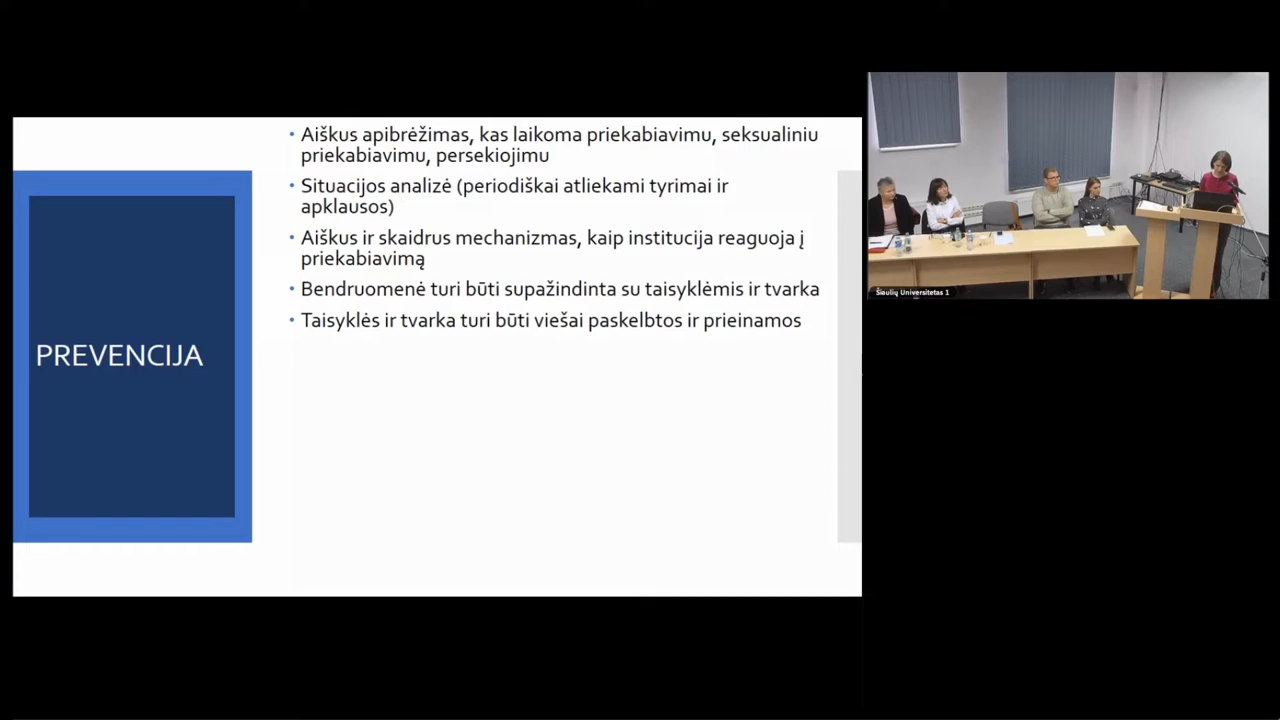 PREVENCIJA
• Aiškus apibrėžimas, kas laikoma priekabiavimu, seksualiniu
priekabiavimu, persekiojimu
• Situacijos analizė (periodiškai atliekami tyrimai ir
apklausos)
• Aiškus ir skaidrus mechanizmas, kaip institucija reaguoja į
priekabiavimą
• Bendruomenė turi būti supažindinta su taisyklėmis ir tvarka
• Taisyklės ir tvarka turi būti viešai paskelbtos ir prieinamos
Šiaulių Universitetas 1